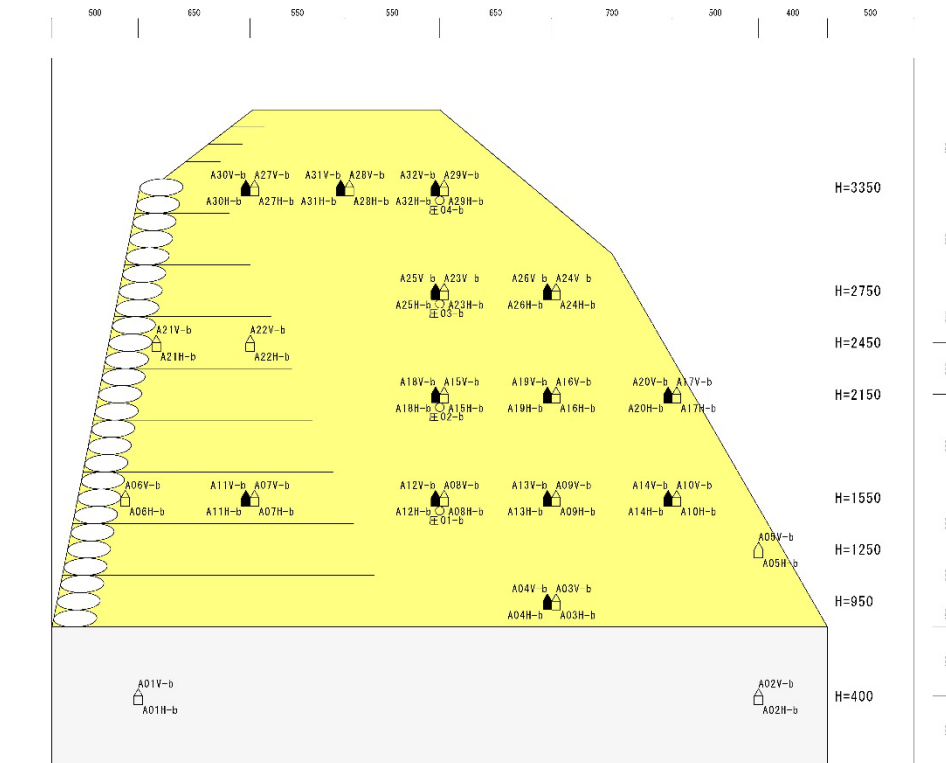 500 650 550 550 650 700 500 400 500
A30V-b A27V-b A31V-b A28V-b A32V-b A29V-b
H=3350
A30H-b A27H-b A31H-b A28H-b A32H-b A29H-b
土04-b
A25V-b A23V-b A26V-b A24V-b
H=2750
A25H-b A23H-b A26H-b A24H-b
土03-b
A21V-b A22V-b
H=2450
A21H-b A22H-b
A18V-b A15V-b A19V-b A16V-b A20V-b A17V-b
H=2150
A18H-b A15H-b A19H-b A16H-b A20H-b A17H-b
土02-b
A06V-b A11V-b A07V-b A12V-b A08V-b A13V-b A09V-b A14V-b A10V-b
H=1550
A06H-b A11H-b A07H-b A12H-b A08H-b A13H-b A09H-b A14H-b A10H-b
土01-b
A05V-b
H=1250
A05H-b
A04V-b A03V-b
H=950
A04H-b A03H-b
A01V-b A02V-b
H=400
A01H-b A02H-b